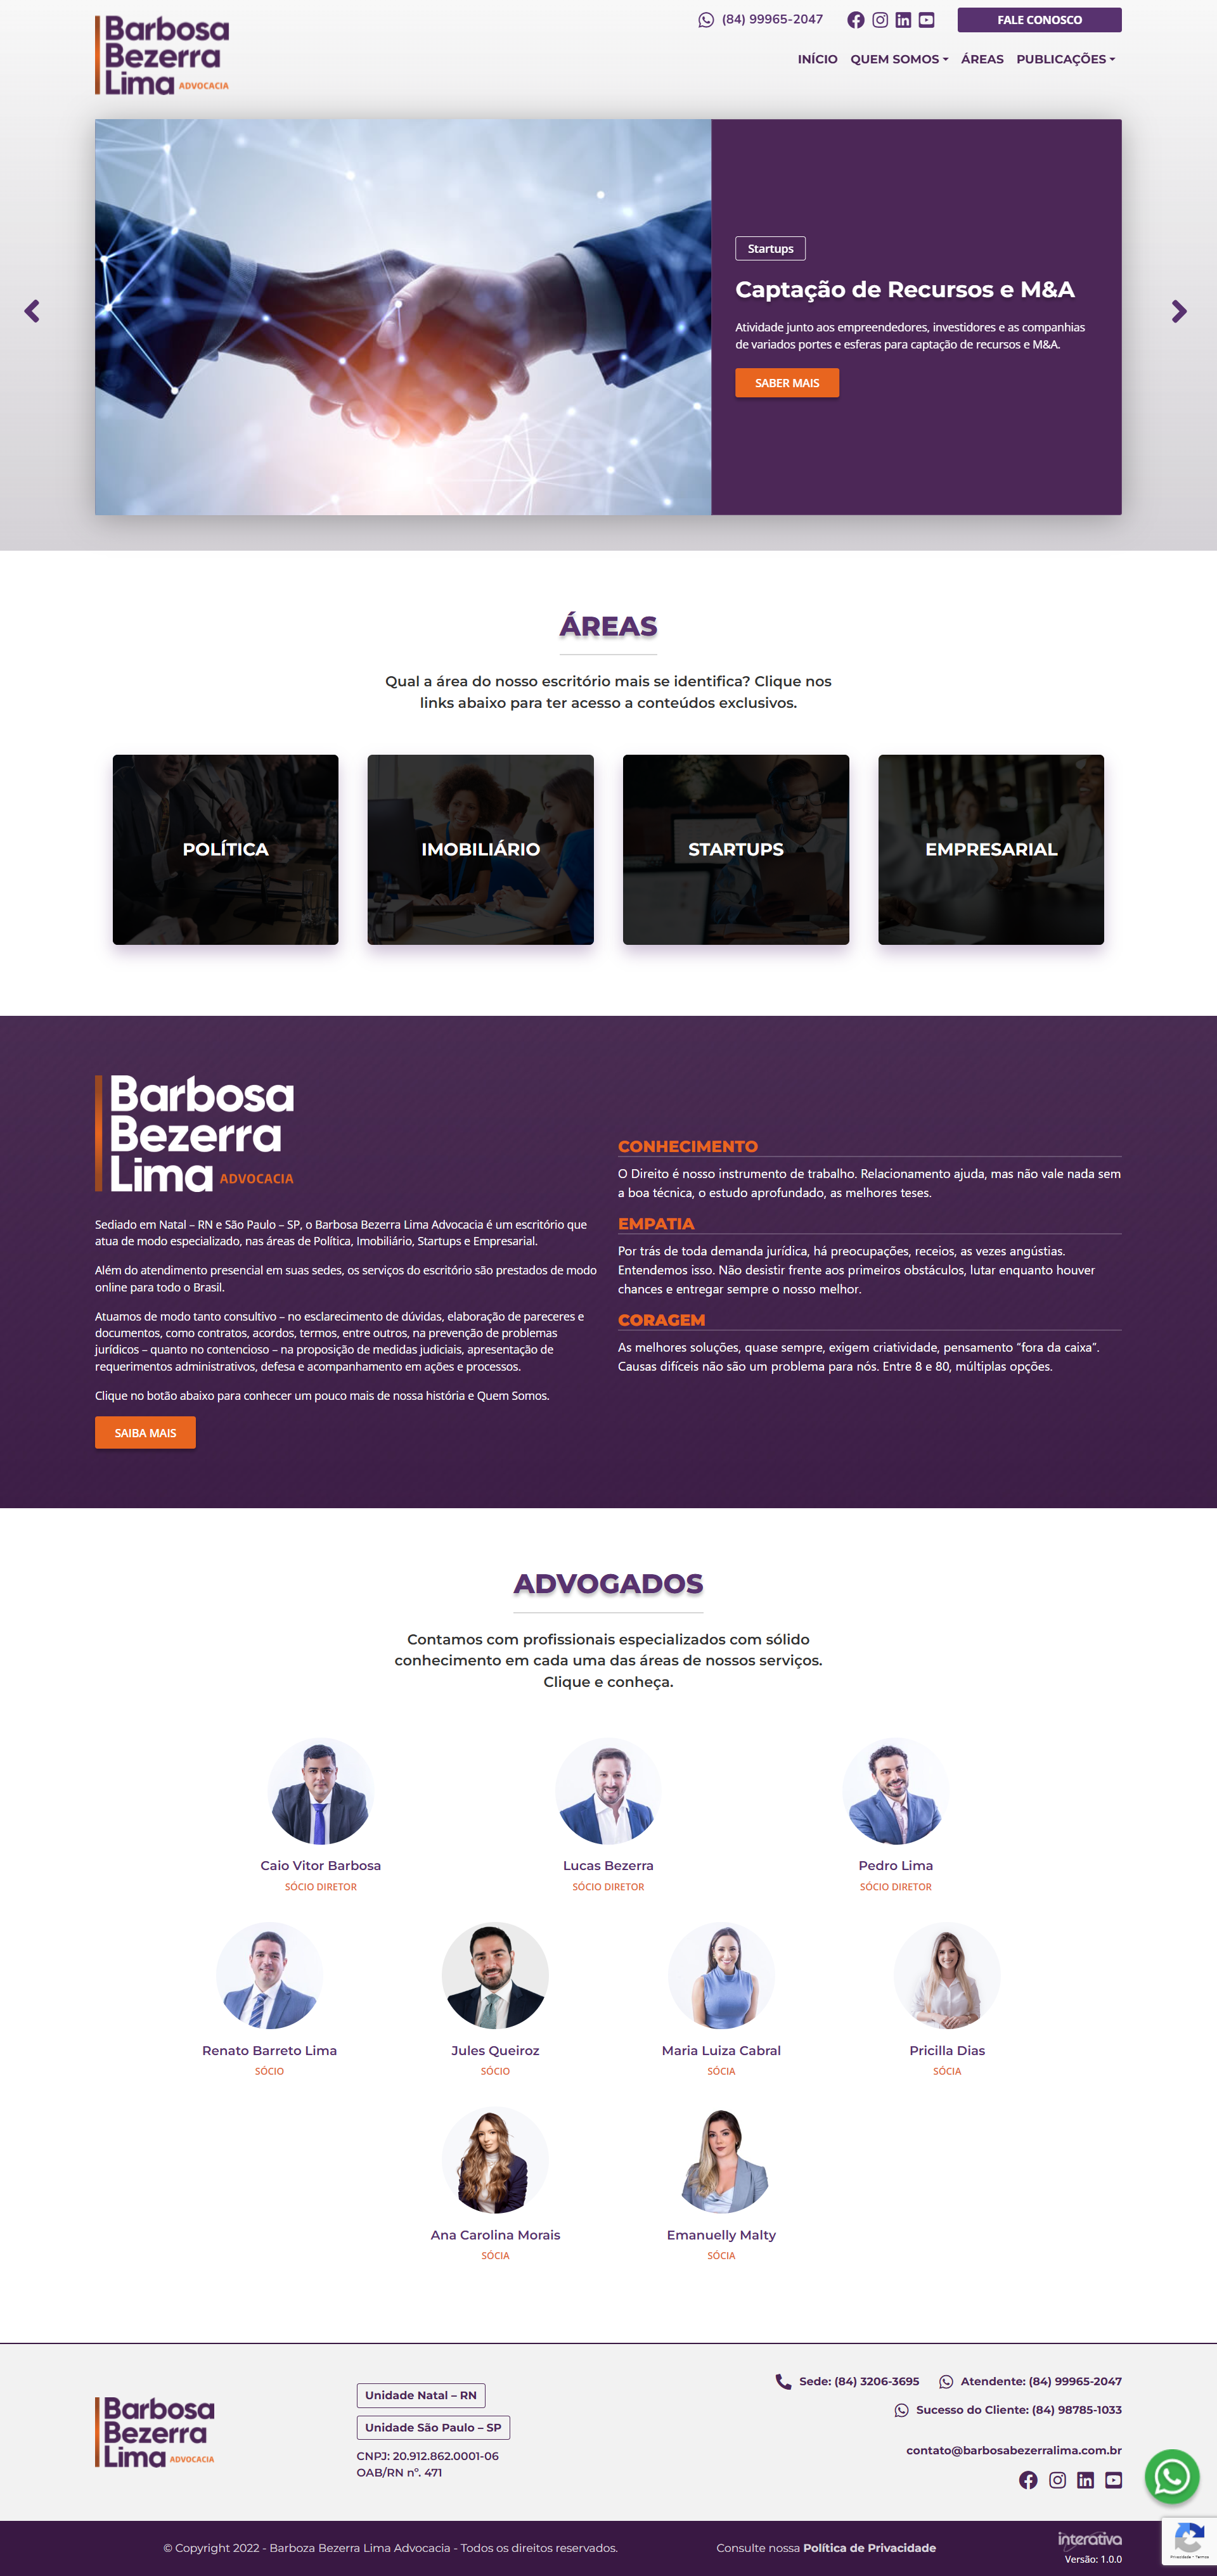 Barbosa
Bezerra
Lima ADVOCACIA
(84) 99965-2047
FALE CONOSCO
INÍCIO QUEM SOMOS ÁREAS PUBLICAÇÕES
Startups
Captação de Recursos e M&A
Atividade junto aos empreendedores, investidores e as companhias
de variados portes e esferas para captação de recursos e M&A.
SABER MAIS
ÁREAS
Qual a área do nosso escritório mais se identifica? Clique nos
links abaixo para ter acesso a conteúdos exclusivos.
POLÍTICA
IMOBILIÁRIO
STARTUPS
EMPRESARIAL
Barbosa
Bezerra
Lima ADVOCACIA
Sediado em Natal – RN e São Paulo – SP, o Barbosa Bezerra Lima Advocacia é um escritório que
atua de modo especializado, nas áreas de Política, Imobiliário, Startups e Empresarial.
Além do atendimento presencial em suas sedes, os serviços do escritório são prestados de modo
online para todo o Brasil.
Atuamos de modo tanto consultivo – no esclarecimento de dúvidas, elaboração de pareceres e
documentos, como contratos, acordos, termos, entre outros, na prevenção de problemas
jurídicos – quanto no contencioso – na proposição de medidas judiciais, apresentação de
requerimentos administrativos, defesa e acompanhamento em ações e processos.
Clique no botão abaixo para conhecer um pouco mais de nossa história e Quem Somos.
SAIBA MAIS
CONHECIMENTO
O Direito é nosso instrumento de trabalho. Relacionamento ajuda, mas não vale nada sem
a boa técnica, o estudo aprofundado, as melhores teses.
EMPATIA
Por trás de toda demanda jurídica, há preocupações, receios, as vezes angústias.
Entendemos isso. Não desistir frente aos primeiros obstáculos, lutar enquanto houver
chances e entregar sempre o nosso melhor.
CORAGEM
As melhores soluções, quase sempre, exigem criatividade, pensamento “fora da caixa”.
Causas difíceis não são um problema para nós. Entre 8 e 80, múltiplas opções.
ADVOGADOS
Contamos com profissionais especializados com sólido
conhecimento em cada uma das áreas de nossos serviços.
Clique e conheça.
Caio Vitor Barbosa
SÓCIO DIRETOR
Lucas Bezerra
SÓCIO DIRETOR
Pedro Lima
SÓCIO DIRETOR
Renato Barreto Lima
SÓCIO
Jules Queiroz
SÓCIO
Maria Luiza Cabral
SÓCIA
Pricilla Dias
SÓCIA
Ana Carolina Morais
SÓCIA
Emanuelly Malty
SÓCIA
Barbosa
Bezerra
Lima ADVOCACIA
Unidade Natal – RN
Unidade São Paulo – SP
CNPJ: 20.912.862.0001-06
OAB/RN nº. 471
Sede: (84) 3206-3695 Atendente: (84) 99965-2047
Sucesso do Cliente: (84) 98785-1033
contato@barbosabezerralima.com.br
© Copyright 2022 - Barboza Bezerra Lima Advocacia - Todos os direitos reservados.
Consulte nossa Política de Privacidade
interativa
Versão: 1.0.0
Privacidade - Termos